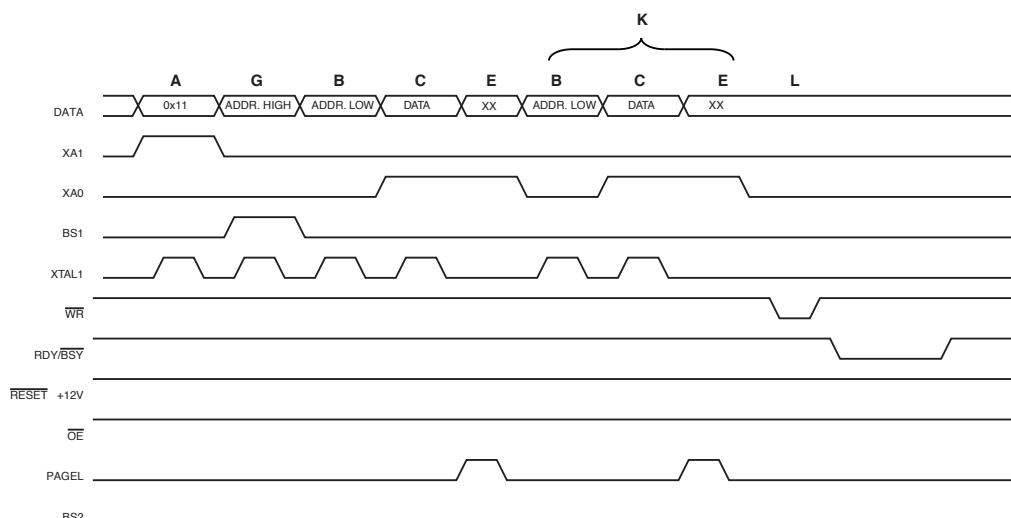 K
A G B C E B C E L
DATA 0x11 ADDR. HIGH ADDR. LOW DATA XX ADDR. LOW DATA XX
XA1
XA0
BS1
XTAL1
WR
RDY/BSY
RESET +12V
OE
PAGEL
BS2